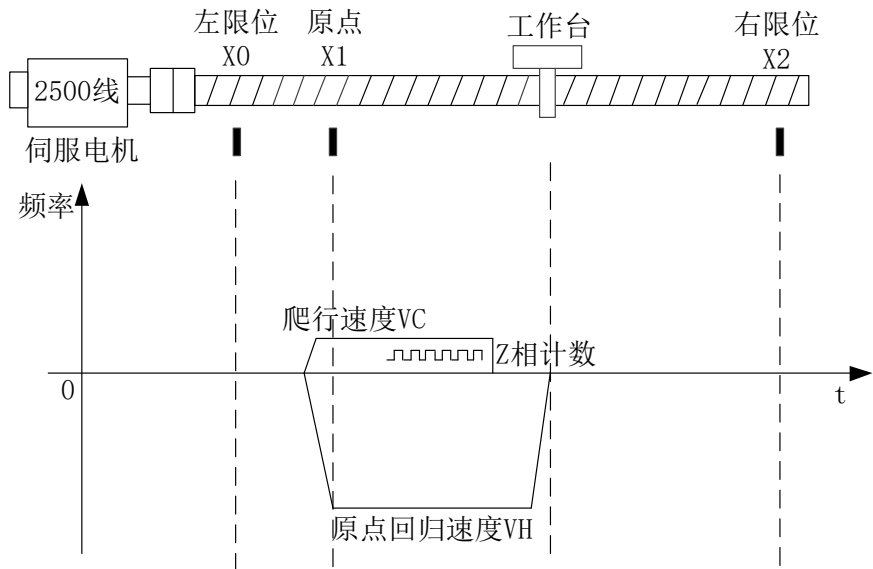 左限位
X0
原点
X1
工作台
右限位
X2
2500线
伺服电机
频率
爬行速度VC
Z相计数
0
t
原点回归速度VH